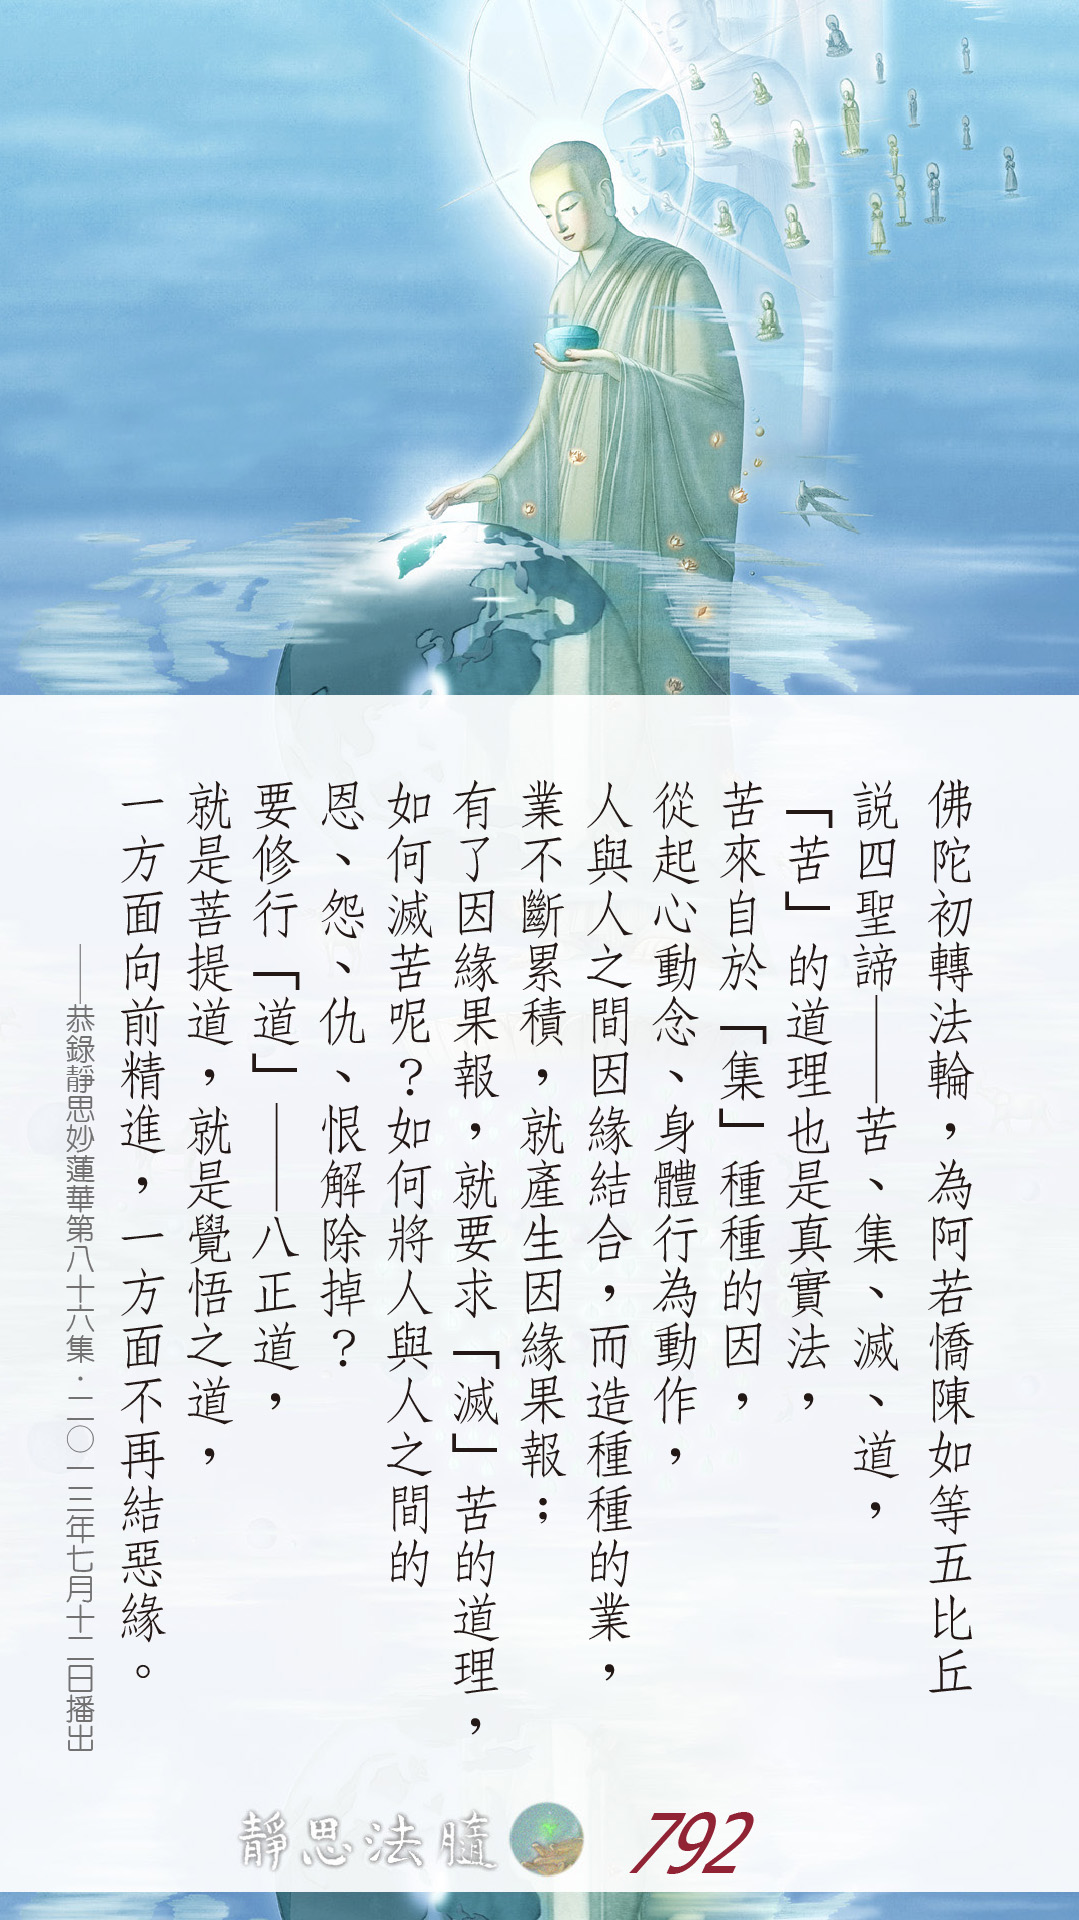 佛陀初轉法輪，為阿若憍陳如等五比丘
説四聖諦——苦、集、滅、道，
「苦」的道理也是真實法，
苦來自於「集」種種的因，
從起心動念、身體行為動作，
人與人之間因緣結合，而造種種的業，
業不斷累積，就產生因緣果報；
有了因緣果報，就要求「滅」苦的道理，
如何滅苦呢？如何將人與人之間的
恩、怨、仇、恨解除掉？
要修行「道」——八正道，
就是菩提道，就是覺悟之道，
一方面向前精進，一方面不再結惡緣。
——恭錄靜思妙蓮華第八十六集．二〇一三年七月十二日播出
靜思法髓 792